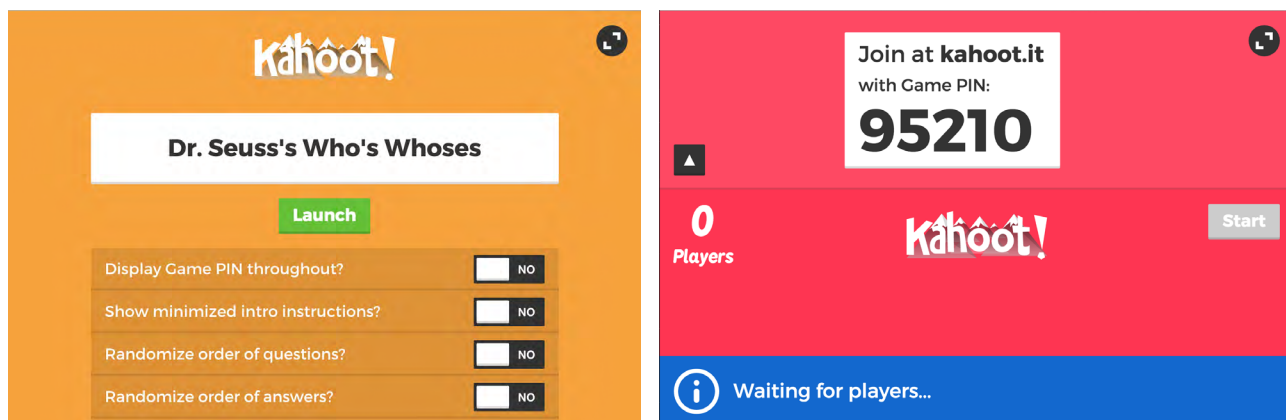 Kahoot!
Dr. Seuss's Who's Whoses
Launch
Display Game PIN throughout?
NO
Show minimized intro instructions?
NO
Randomize order of questions?
NO
Randomize order of answers?
NO
Join at kahoot.it
with Game PIN:
95210
0
Players
Kahoot!
Start
Waiting for players...